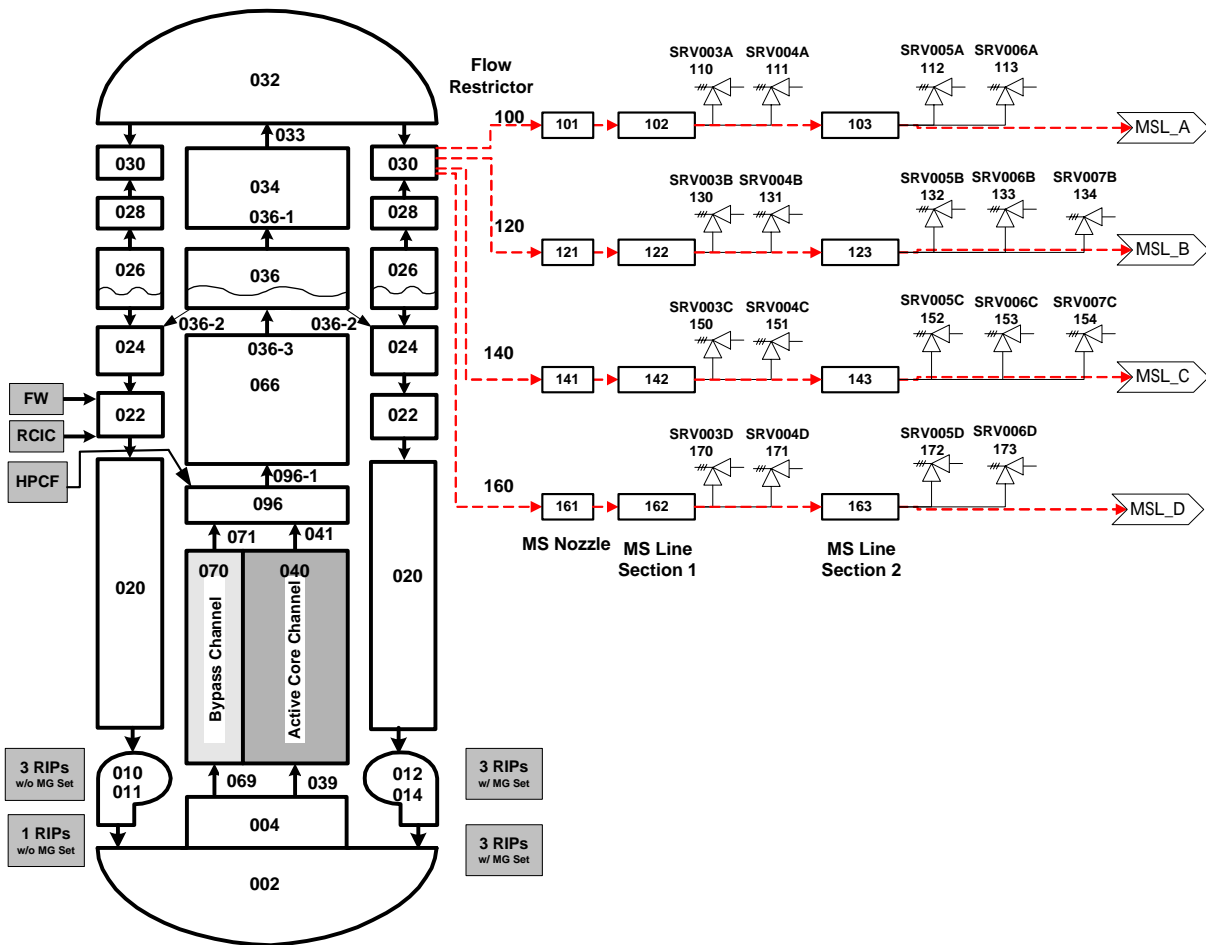 032
033
030
030
034
036-1
028
028
026
036
026
036-2
036-2
024
036-3
024
066
FW
022
022
RCIC
HPCF
096-1
096
071
041
070
040
020
020
Bypass Channel
Active Core Channel
3 RIPs
w/o MG Set
010
011
069
039
012
014
3 RIPs
w/ MG Set
1 RIPs
w/o MG Set
004
3 RIPs
w/ MG Set
002
Flow
Restrictor
SRV003A
110
SRV004A
111
SRV005A
112
SRV006A
113
100
101
102
103
MSL_A
SRV003B
130
SRV004B
131
SRV005B
132
SRV006B
133
SRV007B
134
120
121
122
123
MSL_B
SRV003C
150
SRV004C
151
SRV005C
152
SRV006C
153
SRV007C
154
140
141
142
143
MSL_C
SRV003D
170
SRV004D
171
SRV005D
172
SRV006D
173
160
161
162
163
MSL_D
MS Nozzle
MS Line
Section 1
MS Line
Section 2